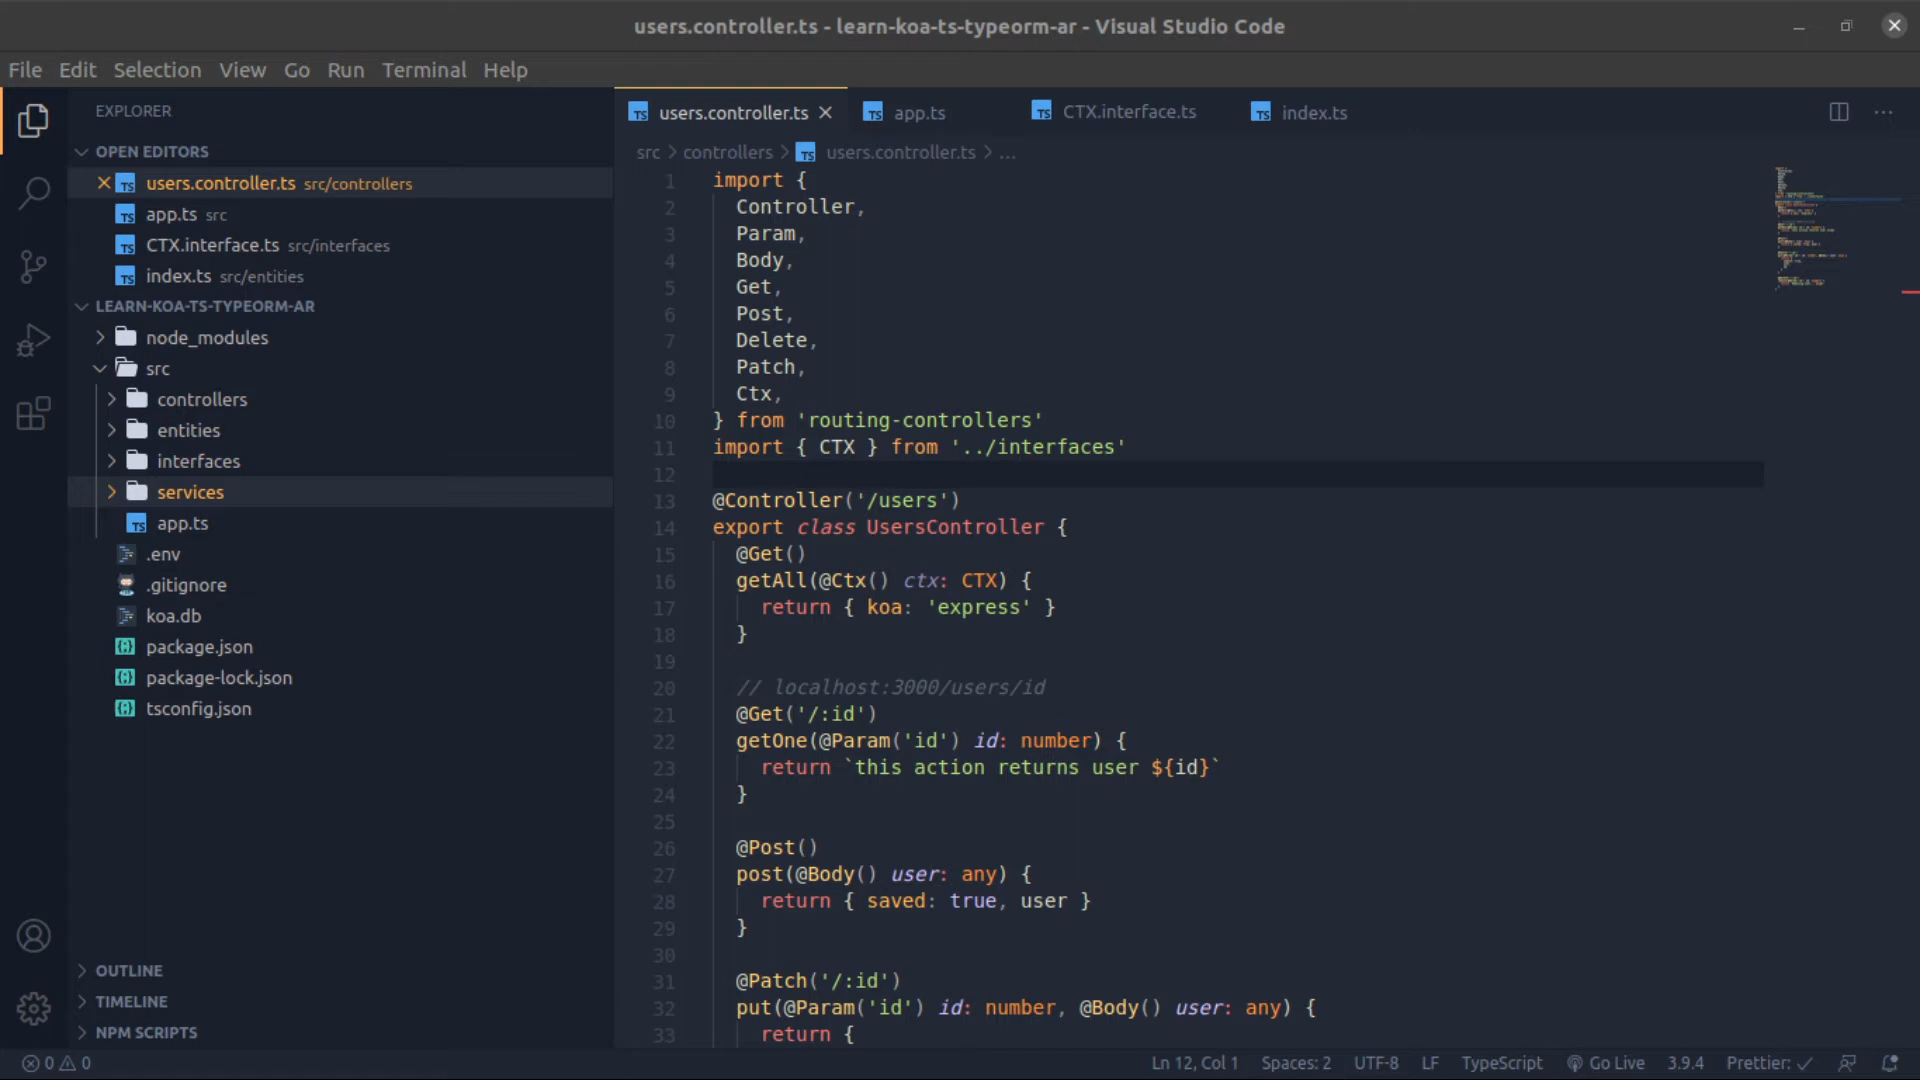 users.controller.ts - learn-koa-ts-typeorm-ar - Visual Studio Code
File Edit Selection View Go Run Terminal Help
EXPLORER
OPEN EDITORS
users.controller.ts src/controllers
app.ts src
CTX.interface.ts src/interfaces
index.ts src/entities
LEARN-KOA-TS-TYPEORM-AR
node_modules
src
controllers
entities
interfaces
services
app.ts
.env
.gitignore
koa.db
package.json
package-lock.json
tsconfig.json
OUTLINE
TIMELINE
NPM SCRIPTS
users.controller.ts app.ts CTX.interface.ts index.ts
src > controllers > users.controller.ts > ...
1 import {
2 Controller,
3 Param,
4 Body,
5 Get,
6 Post,
7 Delete,
8 Patch,
9 Ctx,
10 } from 'routing-controllers'
11 import { CTX } from '../interfaces'
12
13 @Controller('/users')
14 export class UsersController {
15 @Get()
16 getAll(@Ctx() ctx: CTX) {
17 return { koa: 'express' }
18 }
19
20 // localhost:3000/users/id
21 @Get('/:id')
22 getOne(@Param('id') id: number) {
23 return `this action returns user ${id}`
24 }
25
26 @Post()
27 post(@Body() user: any) {
28 return { saved: true, user }
29 }
30
31 @Patch('/:id')
32 put(@Param('id') id: number, @Body() user: any) {
33 return {
0 0 Ln 12, Col 1 Spaces: 2 UTF-8 LF TypeScript Go Live 3.9.4 Prettier: ✓